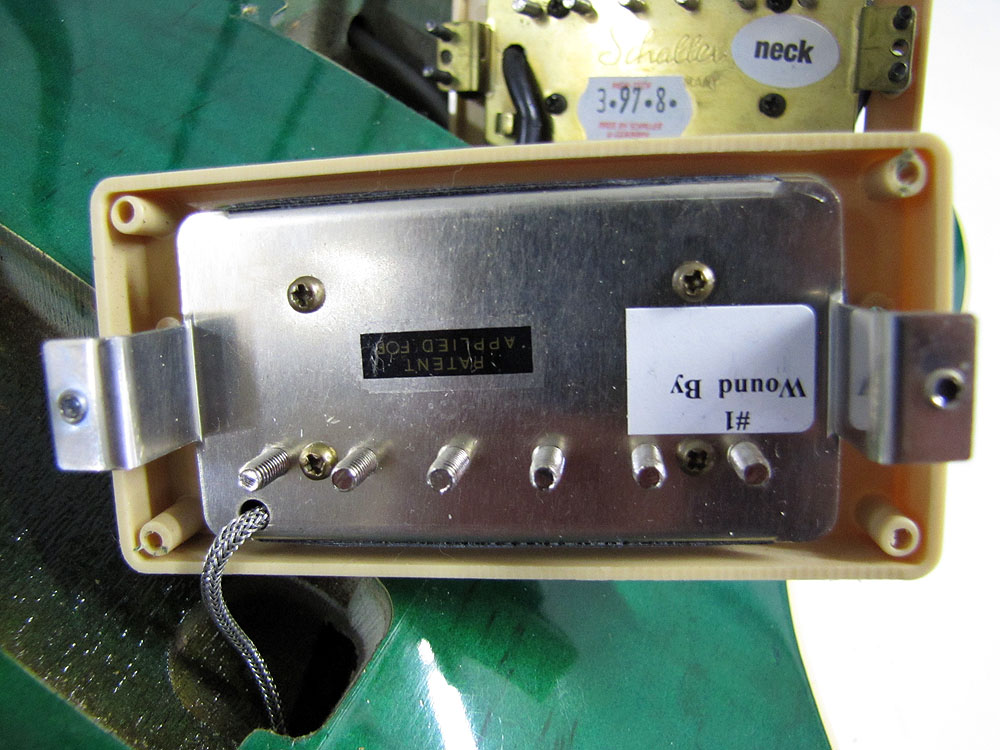 Schaller
neck
3•97•8•
PATENT
APPLIED FOR
#1
Wound By